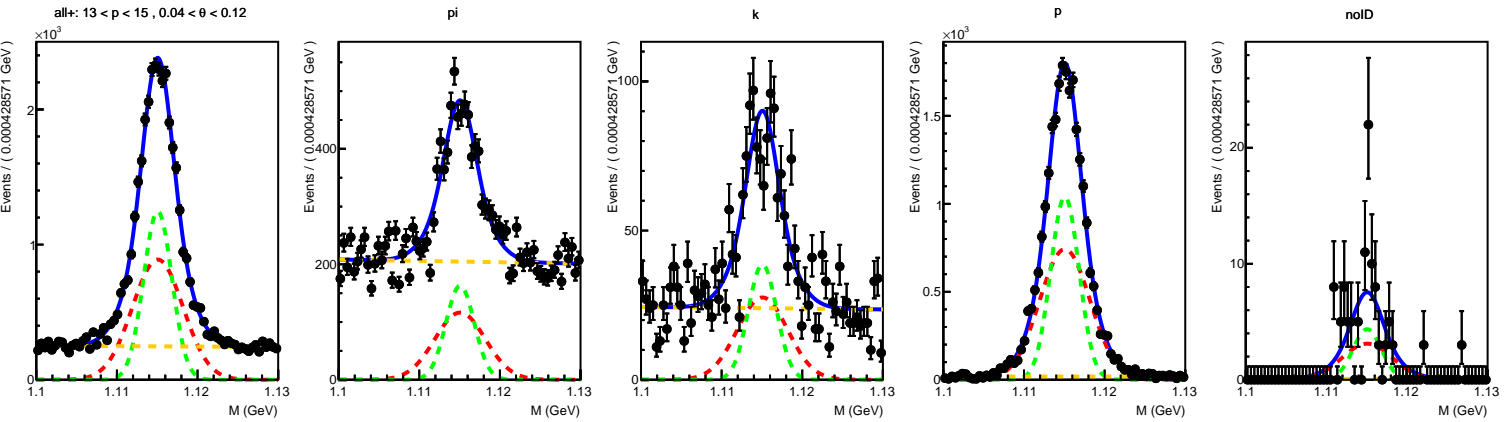 all+: 13 < p < 15 , 0.04 < θ < 0.12
×10³
Events / ( 0.000428571 GeV )
2
1
0
1.1 1.11 1.12 1.13
M (GeV)
pi
Events / ( 0.000428571 GeV )
400
200
0
1.1 1.11 1.12 1.13
M (GeV)
k
Events / ( 0.000428571 GeV )
100
50
0
1.1 1.11 1.12 1.13
M (GeV)
p
×10³
Events / ( 0.000428571 GeV )
1.5
1
0.5
0
1.1 1.11 1.12 1.13
M (GeV)
noID
Events / ( 0.000428571 GeV )
20
10
0
1.1 1.11 1.12 1.13
M (GeV)